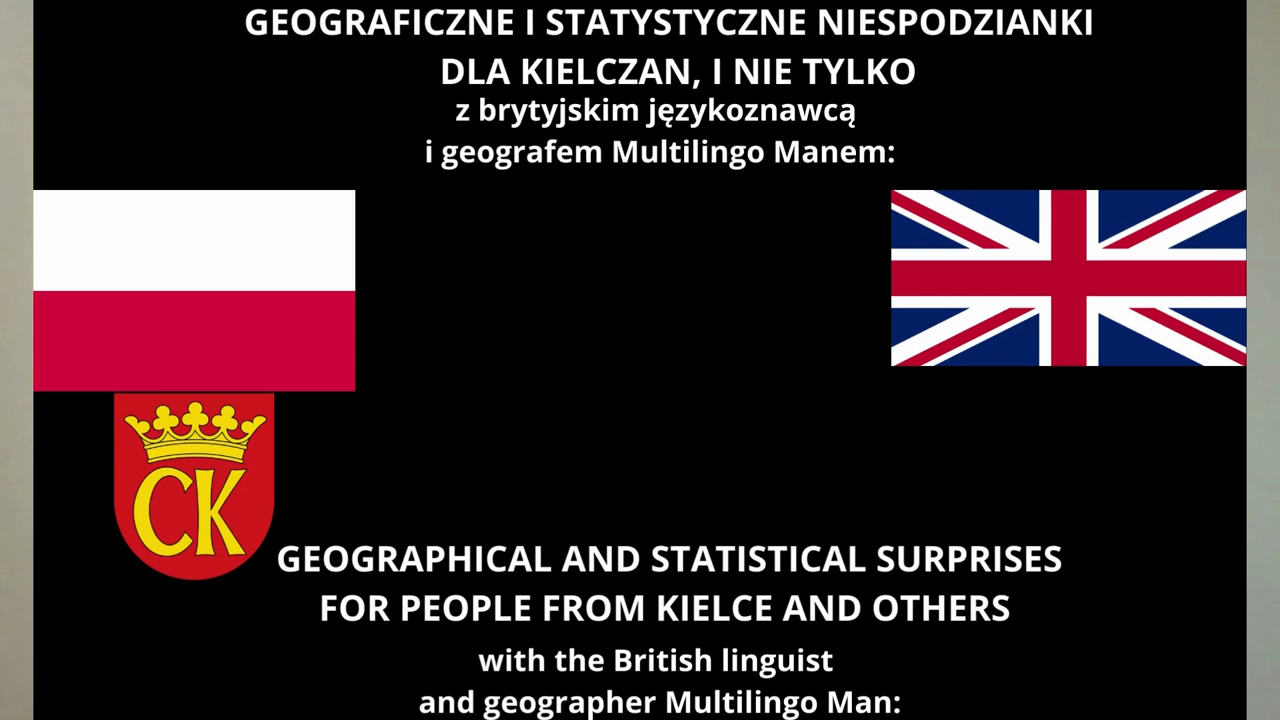 GEOGRAFICZNE I STATYSTYCZNE NIESPODZIANKI
DLA KIELCZAN, I NIE TYLKO
z brytyjskim językoznawcą
i geografem Multilingo Manem:
CK
GEOGRAPHICAL AND STATISTICAL SURPRISES
FOR PEOPLE FROM KIELCE AND OTHERS
with the British linguist
and geographer Multilingo Man: